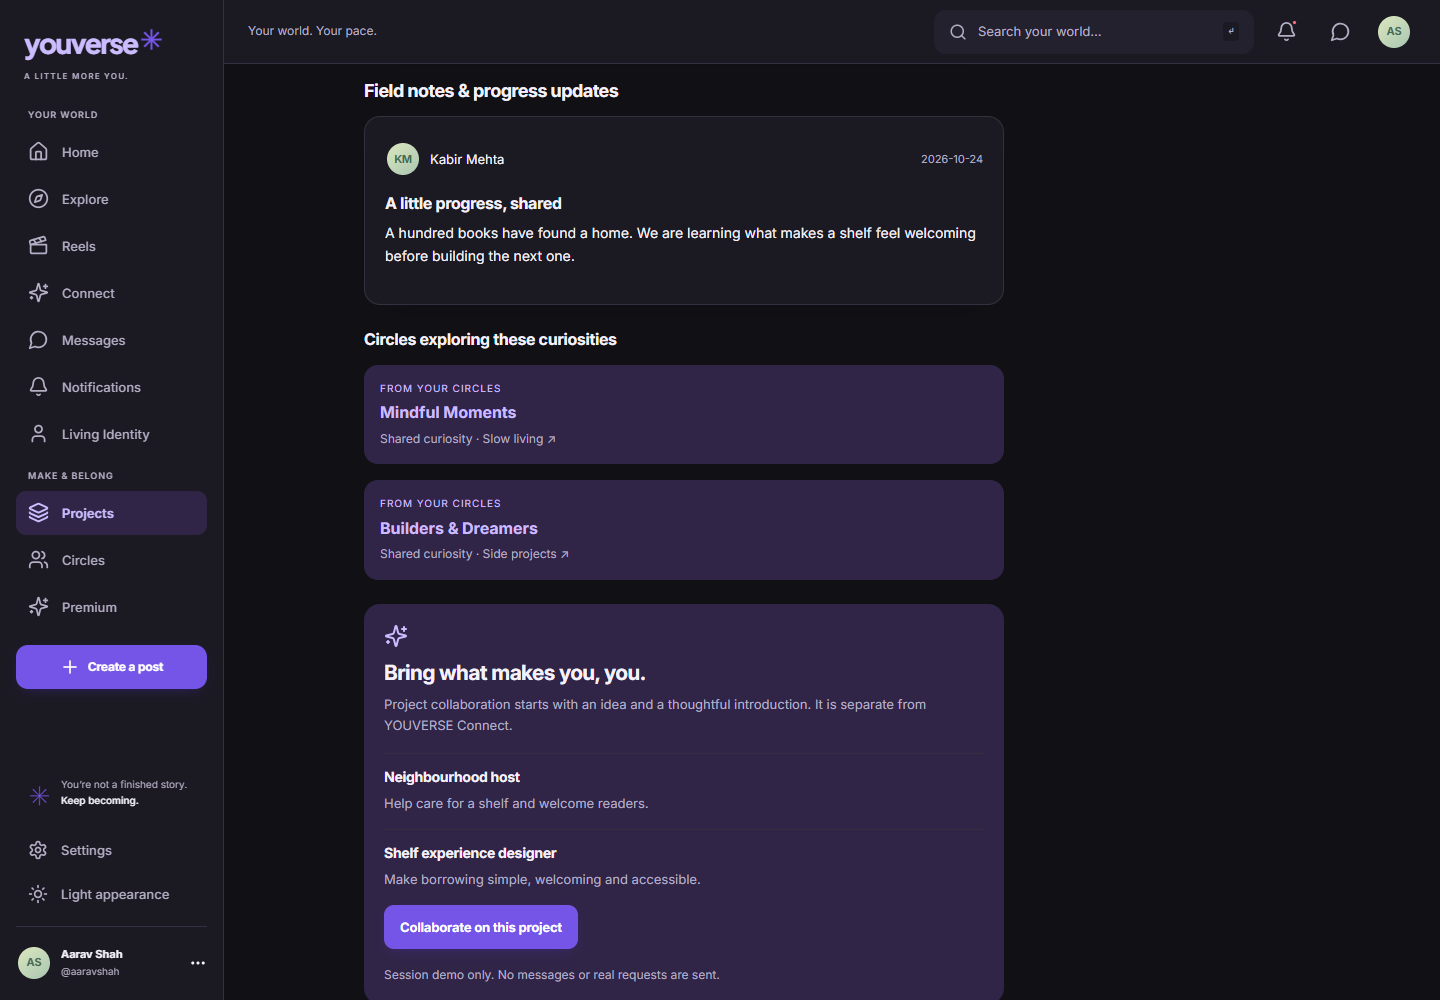 youverse
A LITTLE MORE YOU.
YOUR WORLD
Home
Explore
Reels
Connect
Messages
Notifications
Living Identity
MAKE & BELONG
Projects
Circles
Premium
Create a post
You're not a finished story.
Keep becoming.
Settings
Light appearance
AS
Aarav Shah
@aaravshah
Your world. Your pace.
Search your world...
AS
Field notes & progress updates
KM
Kabir Mehta
2026-10-24
A little progress, shared
A hundred books have found a home. We are learning what makes a shelf feel welcoming
before building the next one.
Circles exploring these curiosities
FROM YOUR CIRCLES
Mindful Moments
Shared curiosity · Slow living ↗
FROM YOUR CIRCLES
Builders & Dreamers
Shared curiosity · Side projects ↗
Bring what makes you, you.
Project collaboration starts with an idea and a thoughtful introduction. It is separate from
YOUVERSE Connect.
Neighbourhood host
Help care for a shelf and welcome readers.
Shelf experience designer
Make borrowing simple, welcoming and accessible.
Collaborate on this project
Session demo only. No messages or real requests are sent.